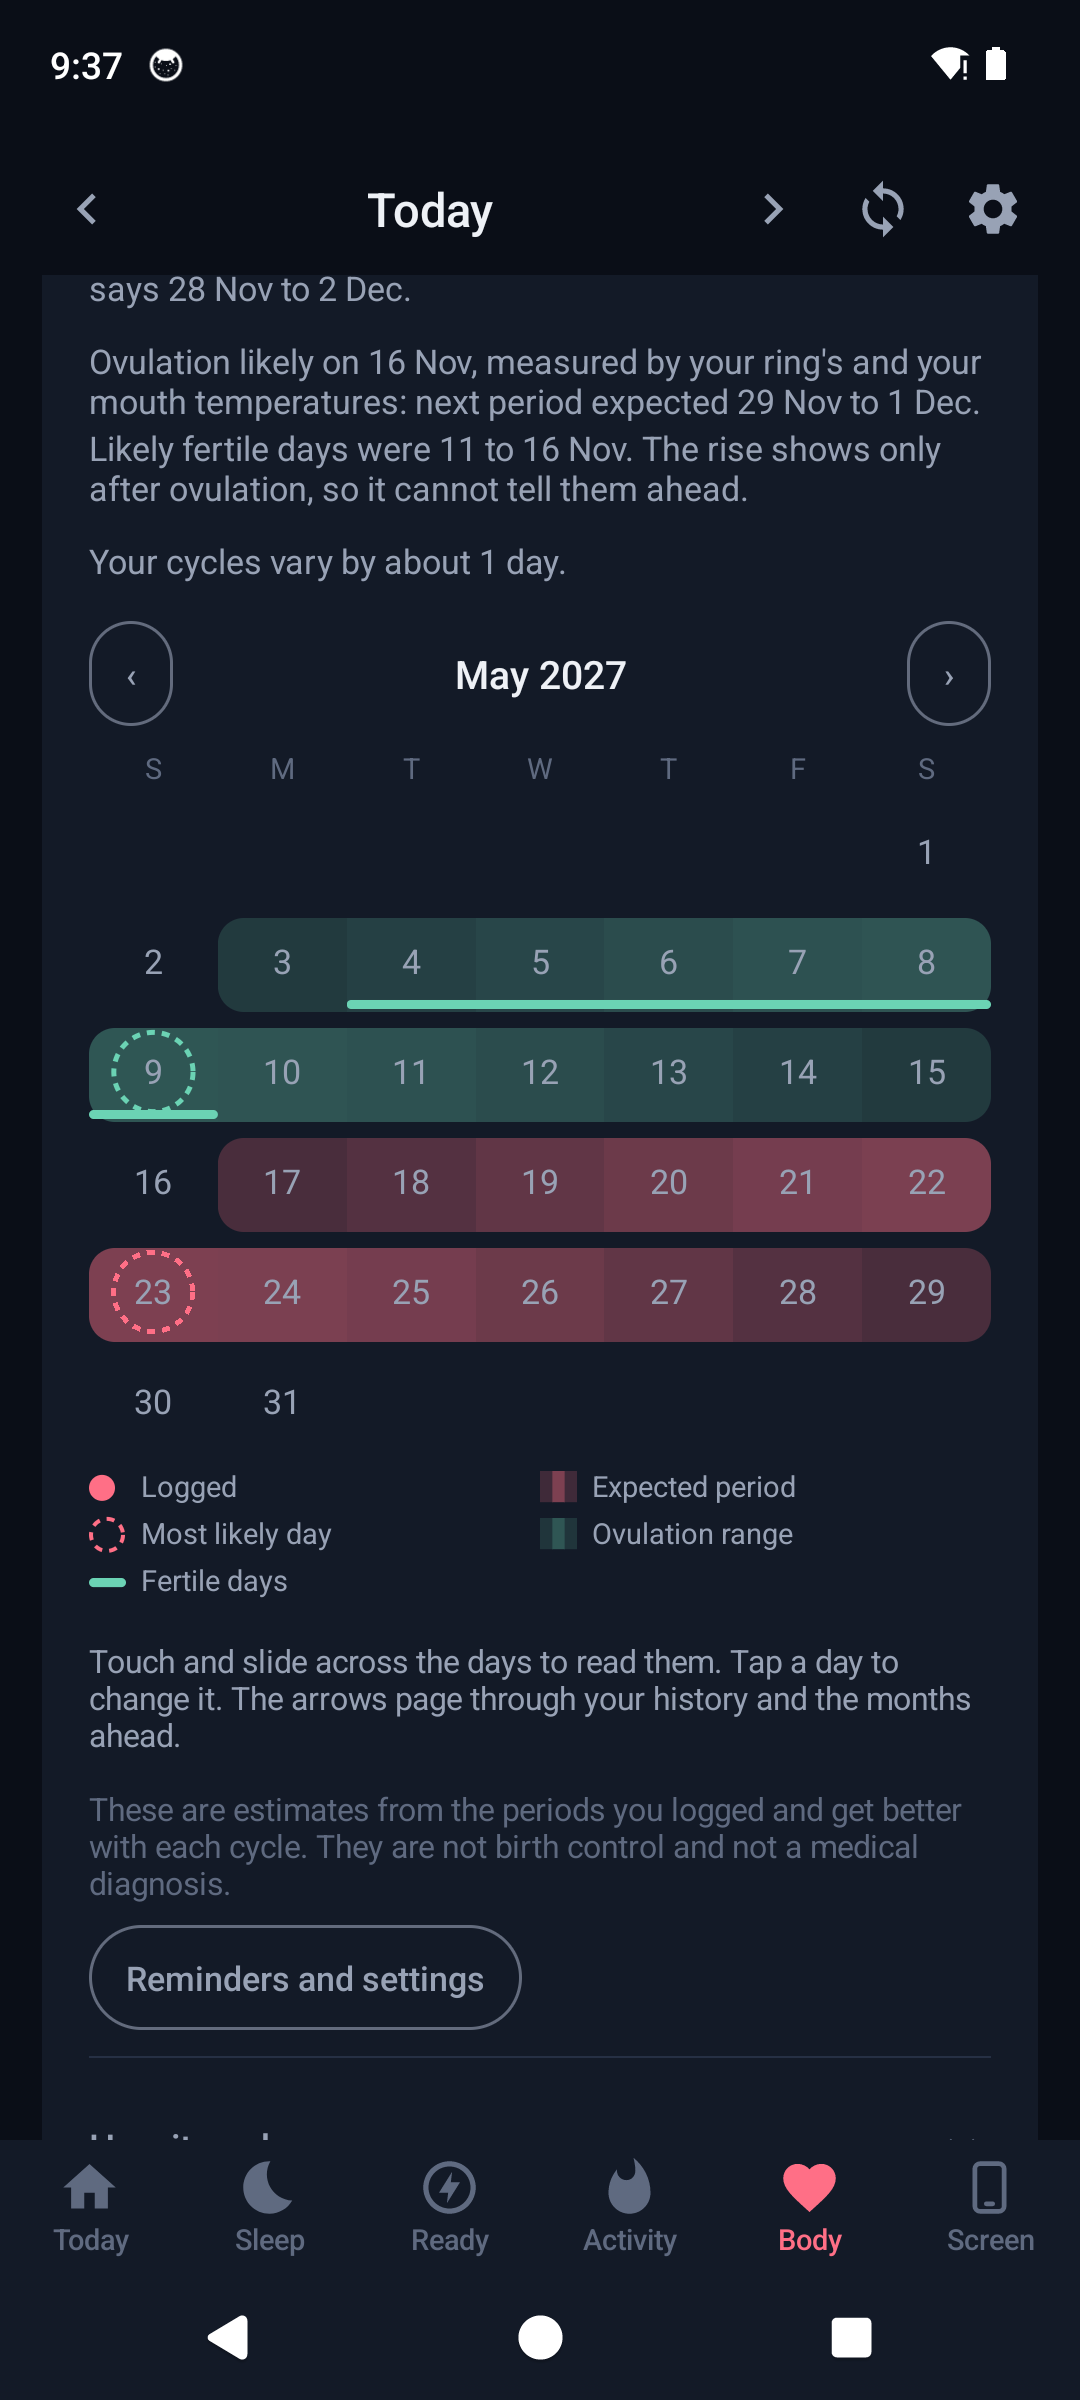 9:37
Today
says 28 Nov to 2 Dec.
Ovulation likely on 16 Nov, measured by your ring's and your
mouth temperatures: next period expected 29 Nov to 1 Dec.
Likely fertile days were 11 to 16 Nov. The rise shows only
after ovulation, so it cannot tell them ahead.
Your cycles vary by about 1 day.
‹ May 2027 ›
S M T W T F S
1
2 3 4 5 6 7 8
9 10 11 12 13 14 15
16 17 18 19 20 21 22
23 24 25 26 27 28 29
30 31
Logged Expected period
Most likely day Ovulation range
Fertile days
Touch and slide across the days to read them. Tap a day to
change it. The arrows page through your history and the months
ahead.
These are estimates from the periods you logged and get better
with each cycle. They are not birth control and not a medical
diagnosis.
Reminders and settings
Today Sleep Ready Activity Body Screen